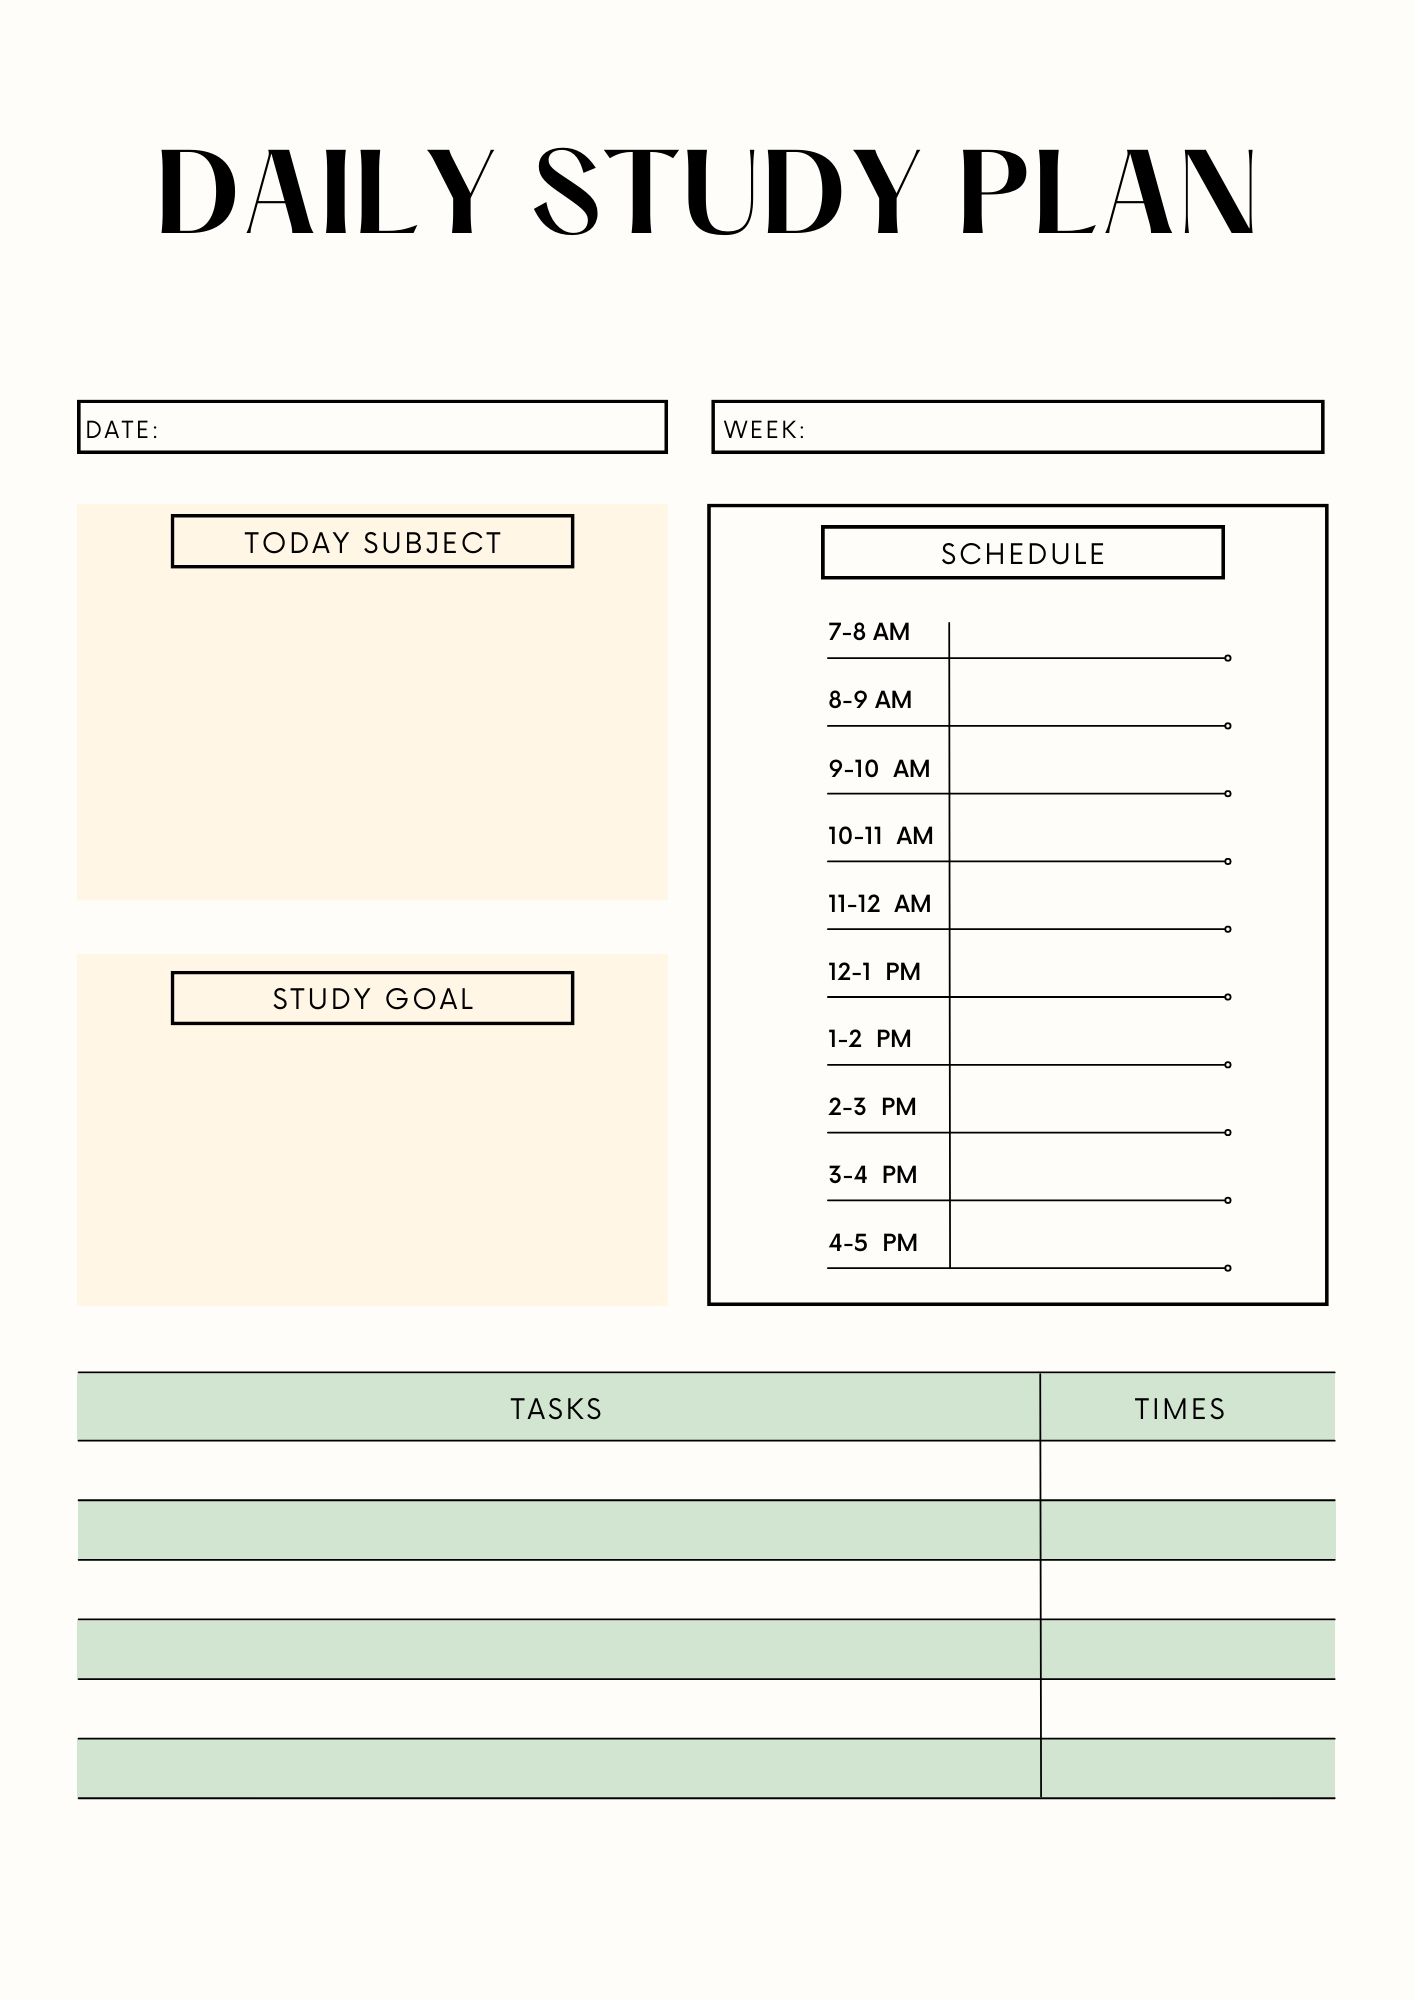 DAILY STUDY PLAN
DATE:
WEEK:
TODAY SUBJECT
STUDY GOAL
SCHEDULE
7-8 AM
8-9 AM
9-10 AM
10-11 AM
11-12 AM
12-1 PM
1-2 PM
2-3 PM
3-4 PM
4-5 PM
TASKS TIMES